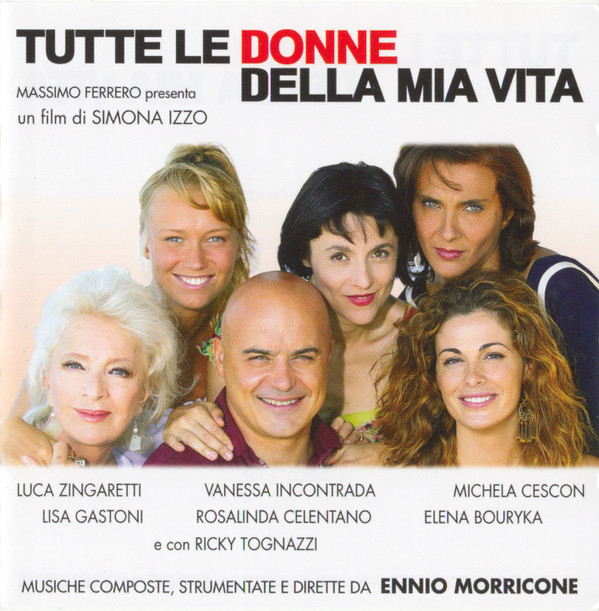 TUTTE LE DONNE
DELLA MIA VITA
MASSIMO FERRERO presenta
un film di SIMONA IZZO
LUCA ZINGARETTI VANESSA INCONTRADA MICHELA CESCON
LISA GASTONI ROSALINDA CELENTANO ELENA BOURYKA
e con RICKY TOGNAZZI
MUSICHE COMPOSTE, STRUMENTATE E DIRETTE DA ENNIO MORRICONE